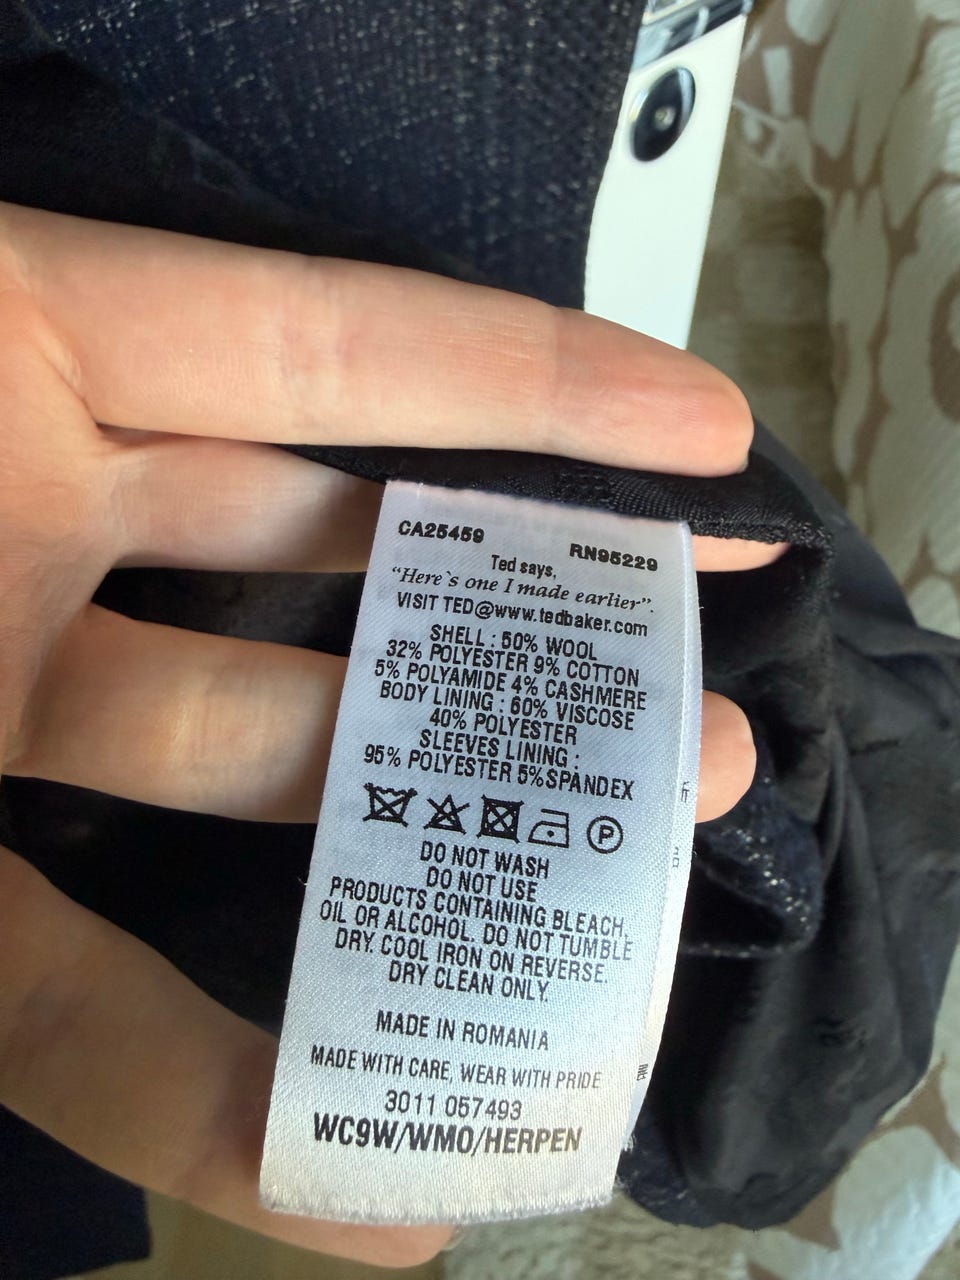 CA25459 RN95229
Ted says,
“Here`s one I made earlier”.
VISIT TED@www.tedbaker.com
SHELL : 50% WOOL
32% POLYESTER 9% COTTON
5% POLYAMIDE 4% CASHMERE
BODY LINING : 60% VISCOSE
40% POLYESTER
SLEEVES LINING :
95% POLYESTER 5%SPANDEX
P
DO NOT WASH
DO NOT USE
PRODUCTS CONTAINING BLEACH,
OIL OR ALCOHOL. DO NOT TUMBLE
DRY. COOL IRON ON REVERSE.
DRY CLEAN ONLY.
MADE IN ROMANIA
MADE WITH CARE, WEAR WITH PRIDE
3011 057493
WC9W/WMO/HERPEN